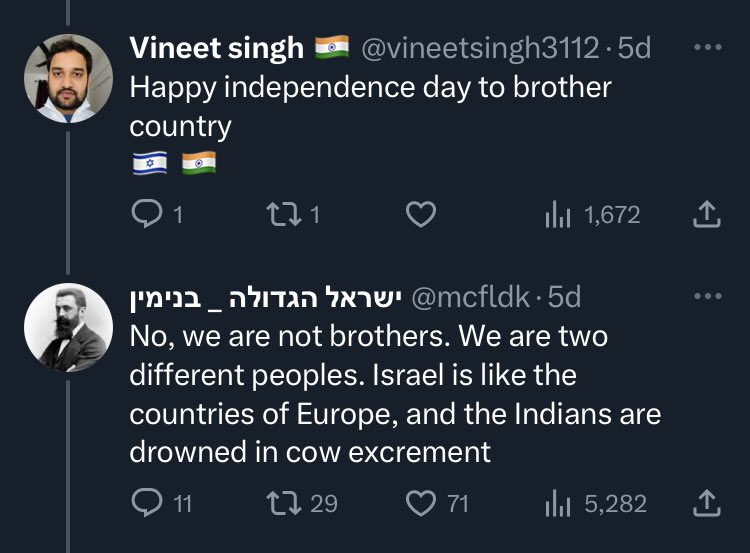 Vineet singh 🇮🇳 @vineetsingh3112 · 5d
Happy independence day to brother
country
🇮🇱 🇮🇳
1 1 1,672
ישראל הגדולה _ בנימין @mcfldk · 5d
No, we are not brothers. We are two
different peoples. Israel is like the
countries of Europe, and the Indians are
drowned in cow excrement
11 29 71 5,282